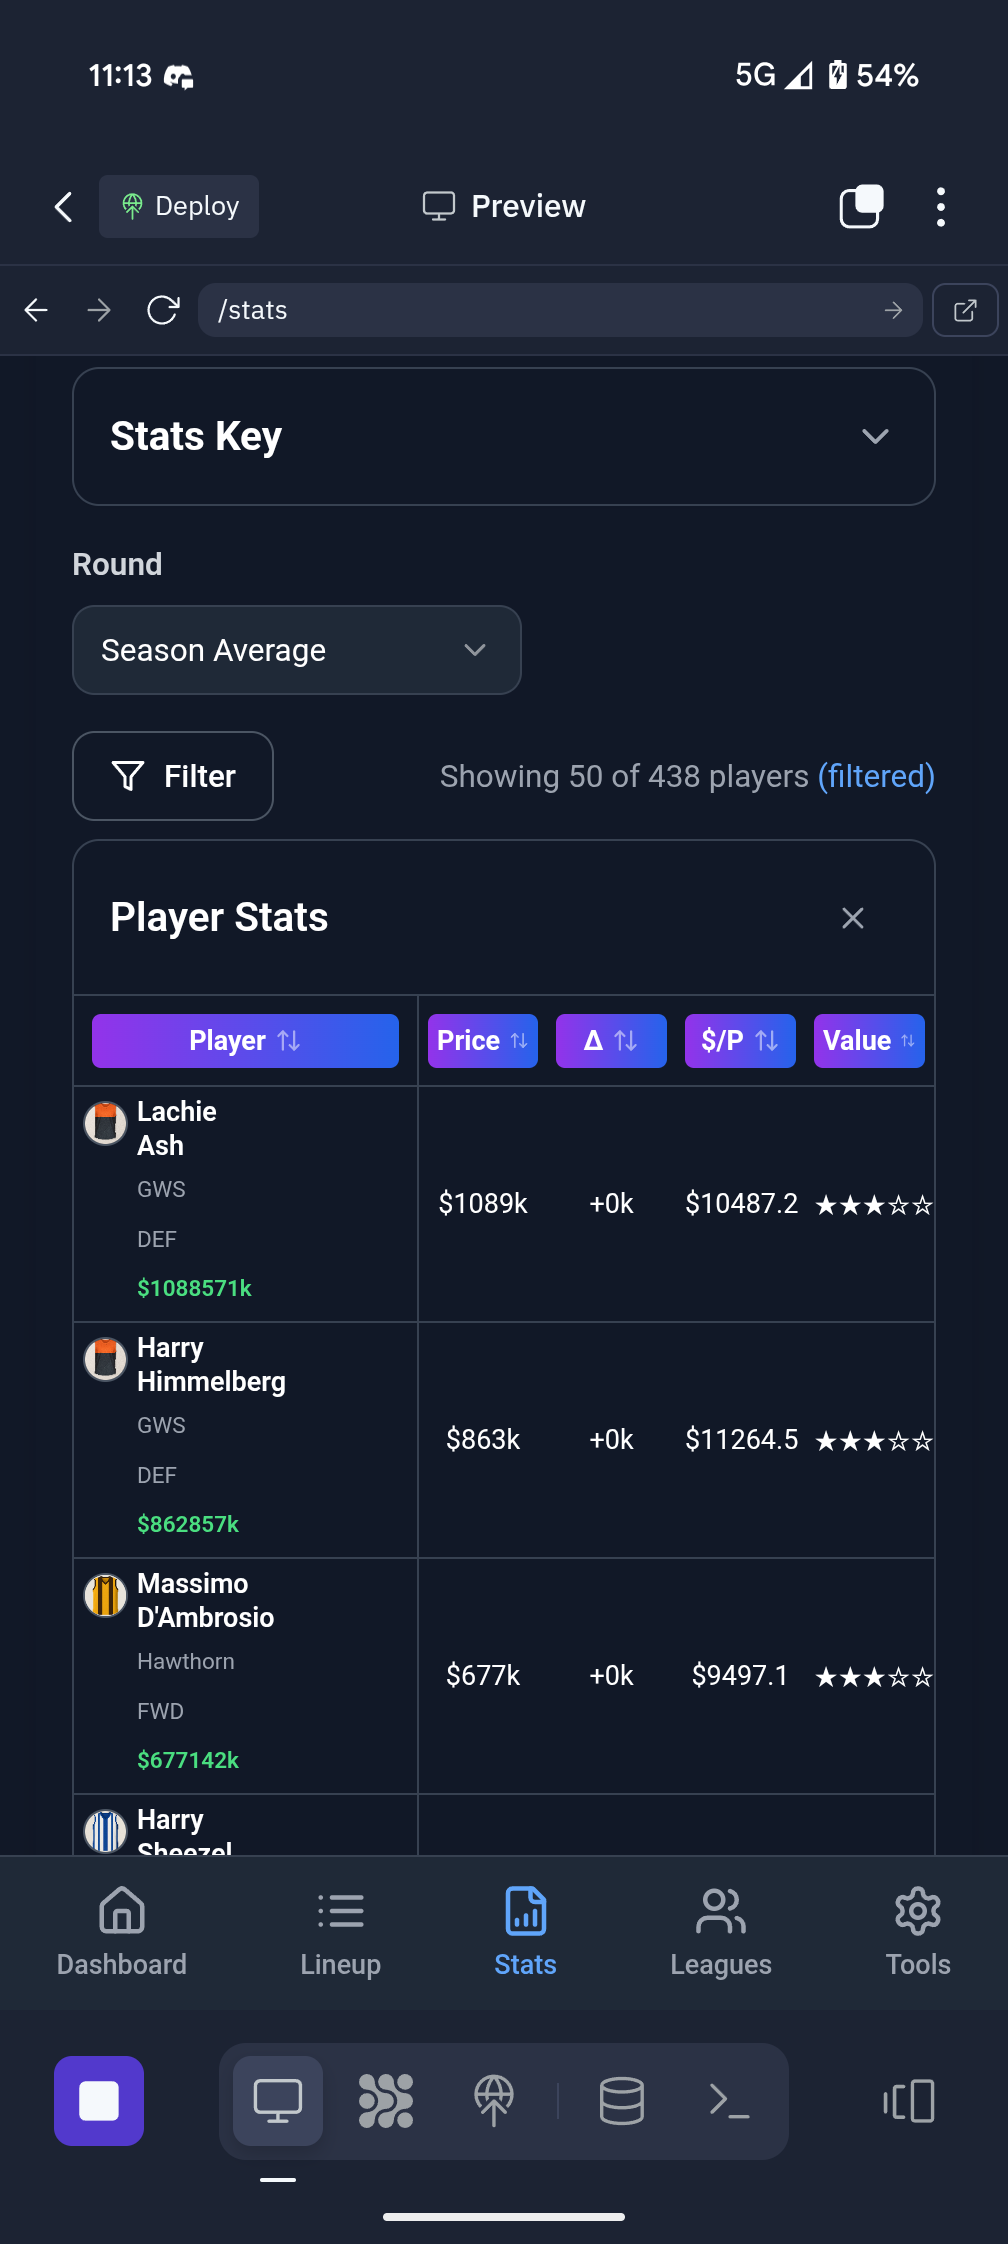 11:13
5G 54%
Deploy
Preview
/stats
Stats Key
Round
Season Average
Filter
Showing 50 of 438 players (filtered)
Player Stats
Player Price Δ $/P Value
Lachie
Ash
GWS
DEF
$1088571k
$1089k +0k $10487.2 ★★★☆☆
Harry
Himmelberg
GWS
DEF
$862857k
$863k +0k $11264.5 ★★★☆☆
Massimo
D'Ambrosio
Hawthorn
FWD
$677142k
$677k +0k $9497.1 ★★★☆☆
Harry
Sheezel
Dashboard
Lineup
Stats
Leagues
Tools